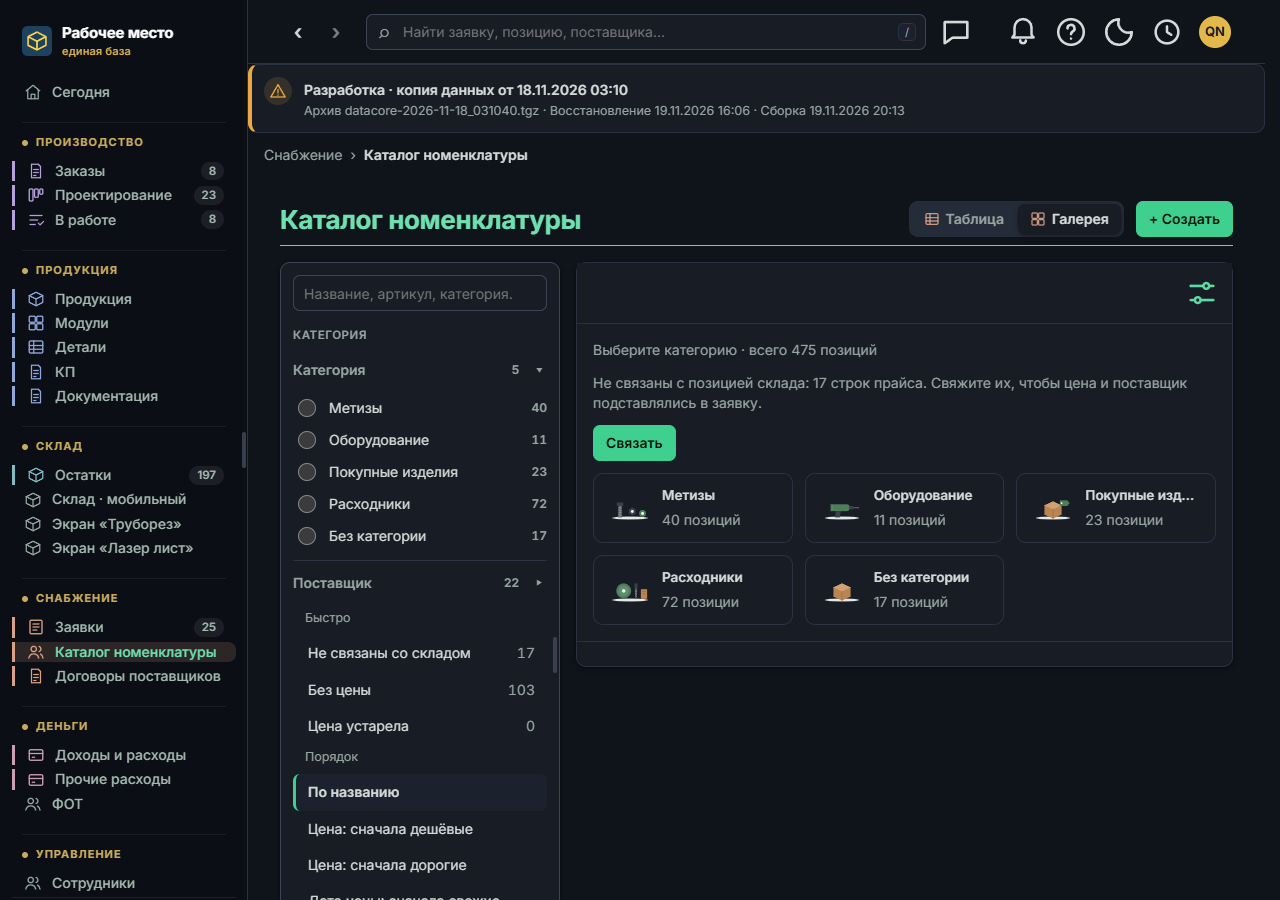 Рабочее место
единая база
Найти заявку, позицию, поставщика...
/
QN
Сегодня
Разработка · копия данных от 18.11.2026 03:10
Архив datacore-2026-11-18_031040.tgz · Восстановление 19.11.2026 16:06 · Сборка 19.11.2026 20:13
Снабжение › Каталог номенклатуры
ПРОИЗВОДСТВО
Заказы 8
Проектирование 23
В работе 8
ПРОДУКЦИЯ
Продукция
Модули
Детали
КП
Документация
СКЛАД
Остатки 197
Склад · мобильный
Экран «Труборез»
Экран «Лазер лист»
СНАБЖЕНИЕ
Заявки 25
Каталог номенклатуры
Договоры поставщиков
ДЕНЬГИ
Доходы и расходы
Прочие расходы
ФОТ
УПРАВЛЕНИЕ
Сотрудники
Каталог номенклатуры
Таблица
Галерея
+ Создать
Название, артикул, категория.
КАТЕГОРИЯ
Категория 5
Метизы 40
Оборудование 11
Покупные изделия 23
Расходники 72
Без категории 17
Поставщик 22
Быстро
Не связаны со складом 17
Без цены 103
Цена устарела 0
Порядок
По названию
Цена: сначала дешёвые
Цена: сначала дорогие
Дата цены: сначала свежие
Выберите категорию · всего 475 позиций
Не связаны с позицией склада: 17 строк прайса. Свяжите их, чтобы цена и поставщик
подставлялись в заявку.
Связать
Метизы
40 позиций
Оборудование
11 позиций
Покупные изд...
23 позиции
Расходники
72 позиции
Без категории
17 позиций